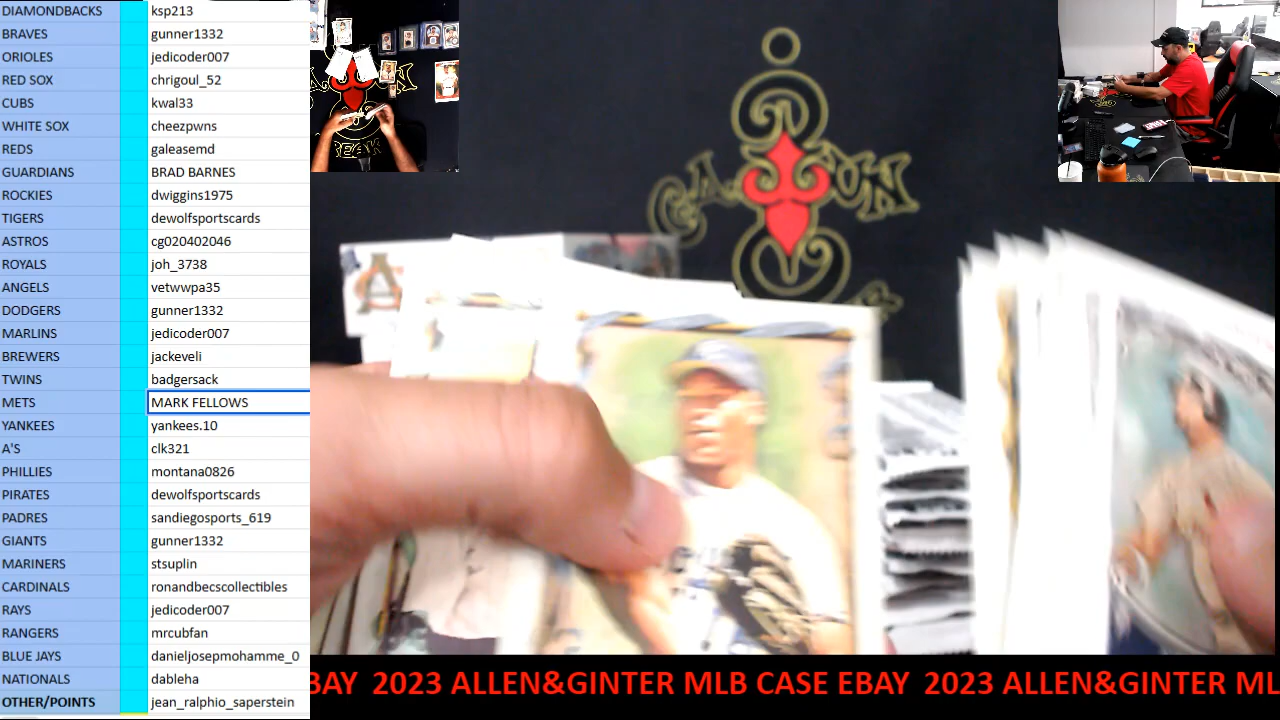 DIAMONDBACKS ksp213
BRAVES gunner1332
ORIOLES jedicoder007
RED SOX chrigoul_52
CUBS kwal33
WHITE SOX cheezpwns
REDS galeasemd
GUARDIANS BRAD BARNES
ROCKIES dwiggins1975
TIGERS dewolfsportscards
ASTROS cg020402046
ROYALS joh_3738
ANGELS vetwwpa35
DODGERS gunner1332
MARLINS jedicoder007
BREWERS jackeveli
TWINS badgersack
METS MARK FELLOWS
YANKEES yankees.10
A'S clk321
PHILLIES montana0826
PIRATES dewolfsportscards
PADRES sandiegosports_619
GIANTS gunner1332
MARINERS stsuplin
CARDINALS ronandbecscollectibles
RAYS jedicoder007
RANGERS mrcubfan
BLUE JAYS danieljosepmohamme_0
NATIONALS dableha
OTHER/POINTS jean_ralphio_saperstein
BAY 2023 ALLEN&GINTER MLB CASE EBAY 2023 ALLEN&GINTER ML